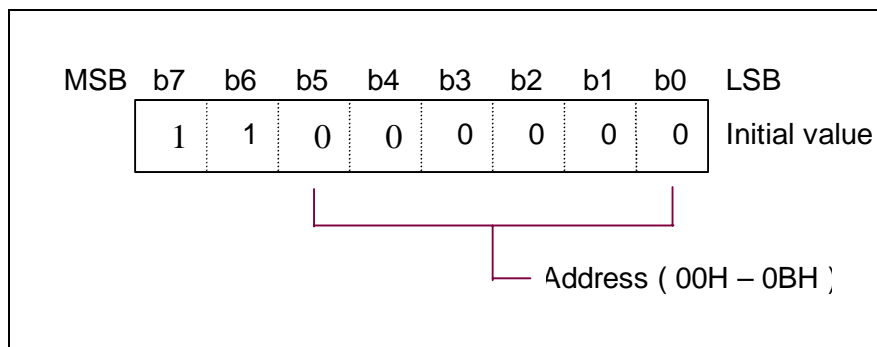 MSB b7 b6 b5 b4 b3 b2 b1 b0 LSB
1 1 0 0 0 0 0 0 Initial value
Address ( 00H – 0BH )